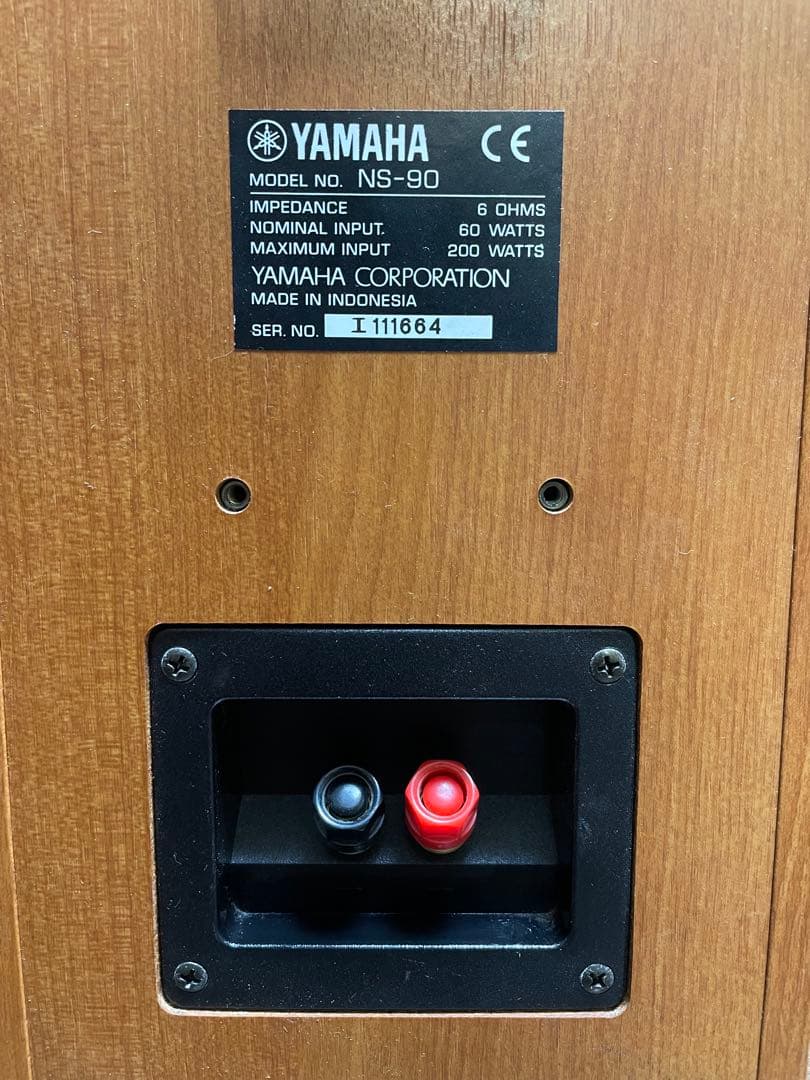 YAMAHA CE
MODEL NO. NS-90
IMPEDANCE 6 OHMS
NOMINAL INPUT. 60 WATTS
MAXIMUM INPUT 200 WATTS
YAMAHA CORPORATION
MADE IN INDONESIA
SER. NO. I 111664